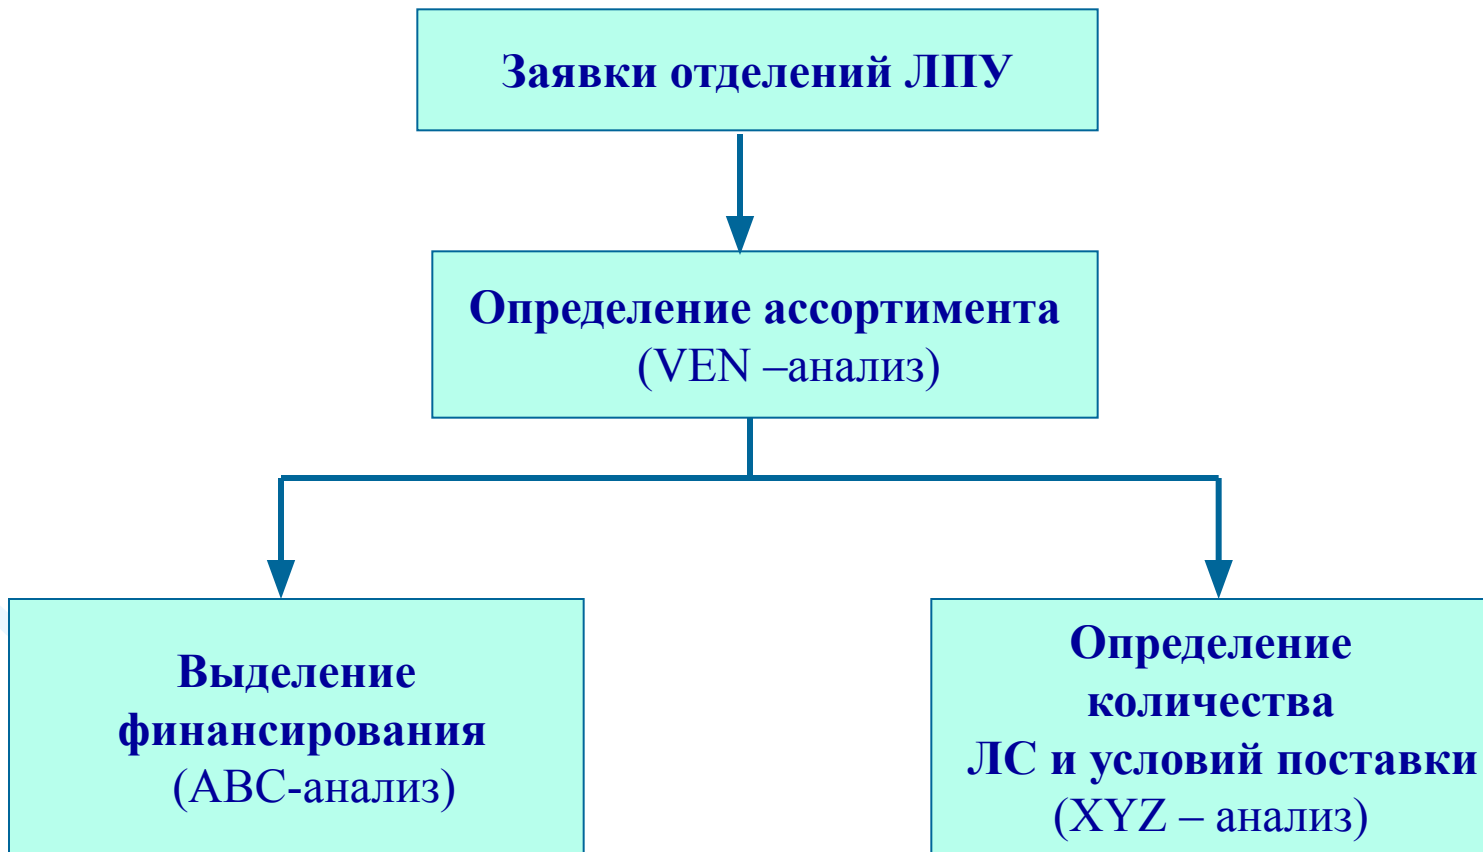 Заявки отделений ЛПУ
Определение ассортимента
(VEN –анализ)
Выделение
финансирования
(ABC-анализ)
Определение
количества
ЛС и условий поставки
(XYZ – анализ)